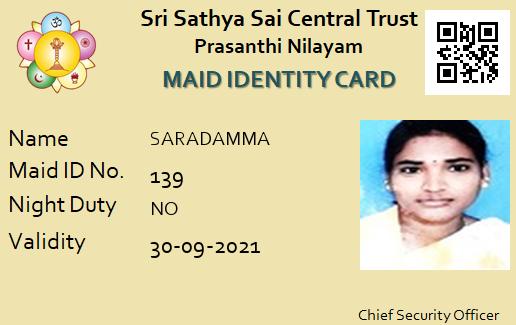 Sri Sathya Sai Central Trust
Prasanthi Nilayam
MAID IDENTITY CARD
Name SARADAMMA
Maid ID No. 139
Night Duty NO
Validity 30-09-2021
Chief Security Officer